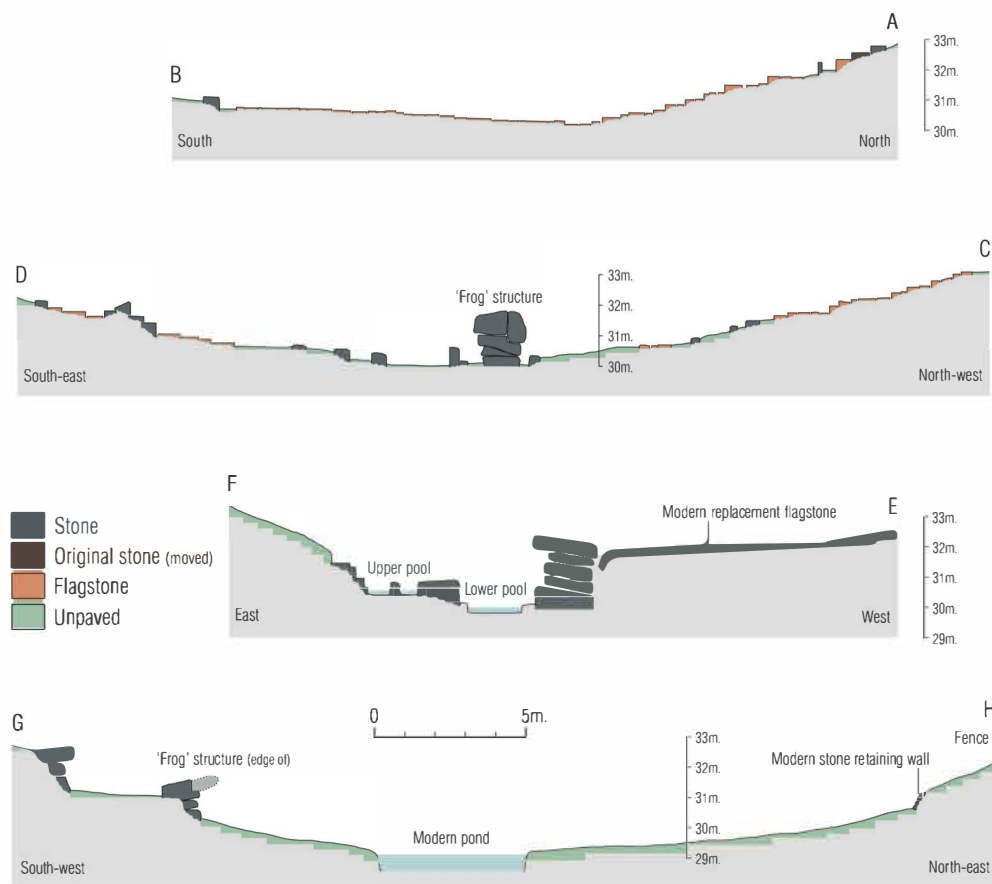 A
33m.
B
32m.
31m.
South
North
30m.
C
D
33m.
'Frog' structure
32m.
31m.
30m.
South-east
North-west
F
E
Modern replacement flagstone
33m.
Stone
Original stone (moved)
Flagstone
Unpaved
Upper pool
Lower pool
32m.
31m.
30m.
East
West
29m.
G
0
5m.
H
33m.
Fence
'Frog' structure (edge of)
Modern stone retaining wall
32m.
31m.
30m.
Modern pond
29m.
South-west
North-east